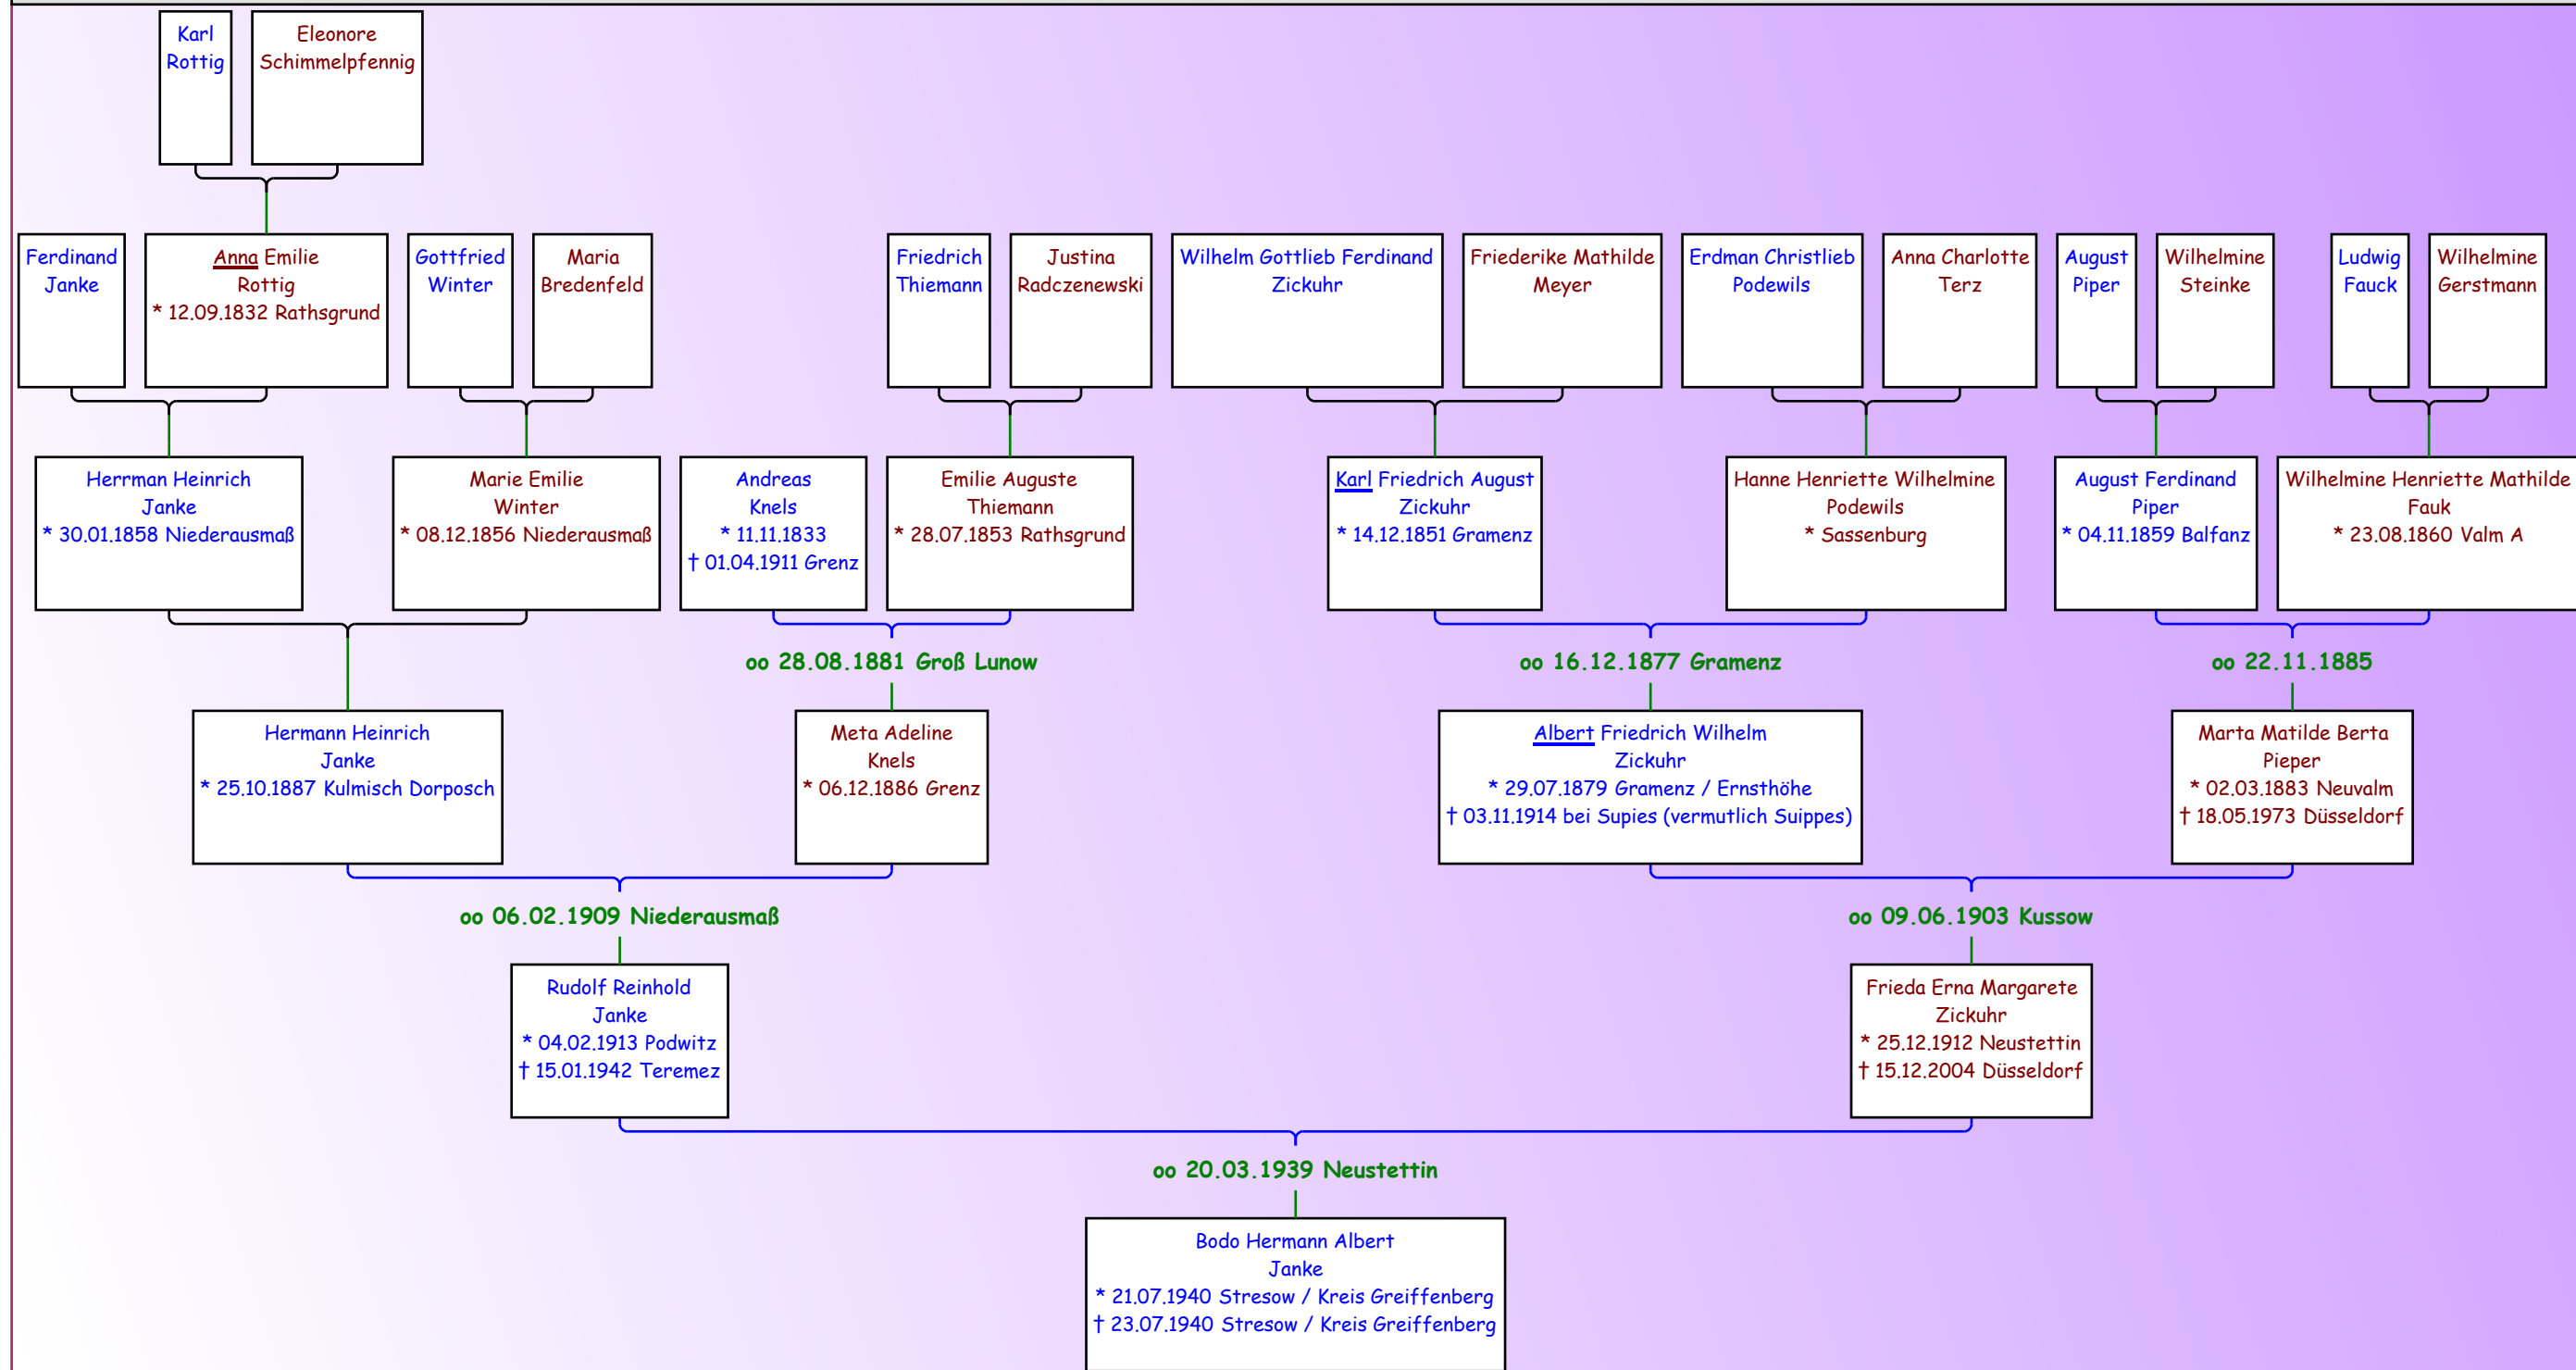 Karl
Rottig
Eleonore
Schimmelpfennig
Ferdinand
Janke
Anna Emilie
Rottig
* 12.09.1832 Rathsgrund
Gottfried
Winter
Maria
Bredenfeld
Friedrich
Thiemann
Justina
Radczenewski
Wilhelm Gottlieb Ferdinand
Zickuhr
Friederike Mathilde
Meyer
Erdman Christlieb
Podewils
Anna Charlotte
Terz
August
Piper
Wilhelmine
Steinke
Ludwig
Fauck
Wilhelmine
Gerstmann
Herrman Heinrich
Janke
* 30.01.1858 Niederausmaß
Marie Emilie
Winter
* 08.12.1856 Niederausmaß
Andreas
Knels
* 11.11.1833
† 01.04.1911 Grenz
Emilie Auguste
Thiemann
* 28.07.1853 Rathsgrund
Karl Friedrich August
Zickuhr
* 14.12.1851 Gramenz
Hanne Henriette Wilhelmine
Podewils
* Sassenburg
August Ferdinand
Piper
* 04.11.1859 Balfanz
Wilhelmine Henriette Mathilde
Fauk
* 23.08.1860 Valm A
oo 28.08.1881 Groß Lunow
oo 16.12.1877 Gramenz
oo 22.11.1885
Hermann Heinrich
Janke
* 25.10.1887 Kulmisch Dorposch
Meta Adeline
Knels
* 06.12.1886 Grenz
Albert Friedrich Wilhelm
Zickuhr
* 29.07.1879 Gramenz / Ernsthöhe
† 03.11.1914 bei Supies (vermutlich Suippes)
Marta Matilde Berta
Pieper
* 02.03.1883 Neuvalm
† 18.05.1973 Düsseldorf
oo 06.02.1909 Niederausmaß
oo 09.06.1903 Kussow
Rudolf Reinhold
Janke
* 04.02.1913 Podwitz
† 15.01.1942 Teremez
Frieda Erna Margarete
Zickuhr
* 25.12.1912 Neustettin
† 15.12.2004 Düsseldorf
oo 20.03.1939 Neustettin
Bodo Hermann Albert
Janke
* 21.07.1940 Stresow / Kreis Greiffenberg
† 23.07.1940 Stresow / Kreis Greiffenberg